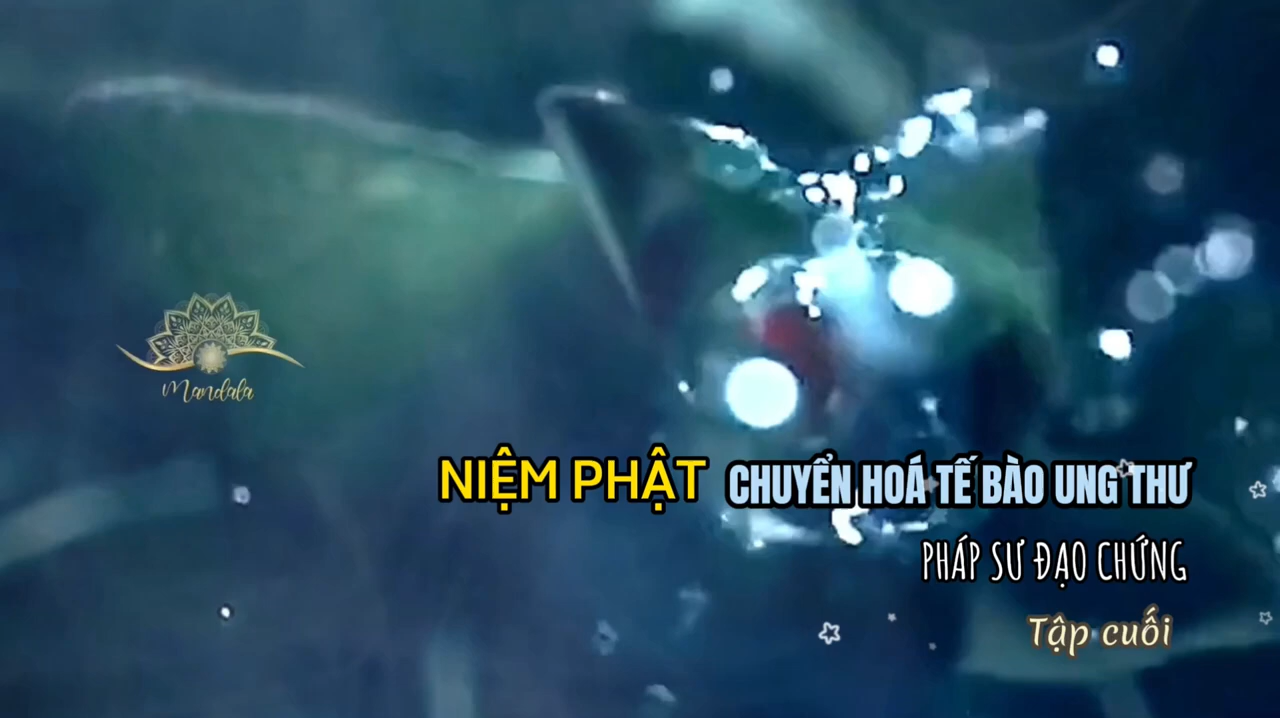 Mandala
NIỆM PHẬT CHUYỂN HOÁ TẾ BÀO UNG THƯ
PHÁP SƯ ĐẠO CHỨNG
Tập cuối